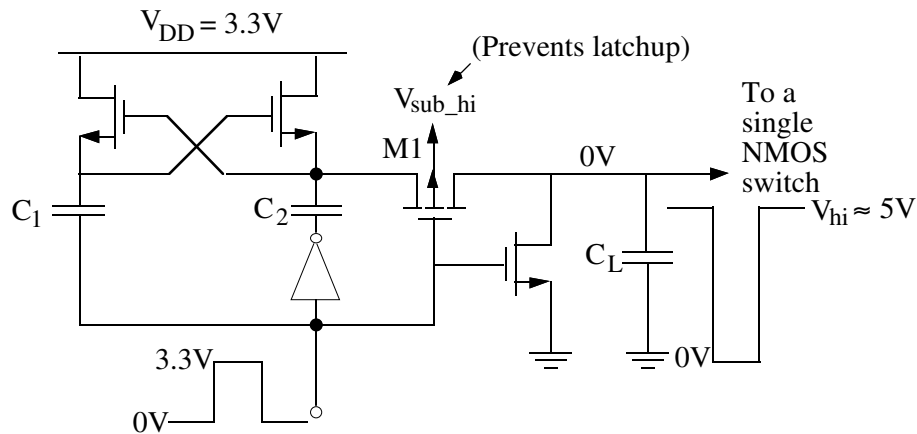 V_DD = 3.3V
(Prevents latchup)
V_sub_hi
To a
single
NMOS
switch
M1
0V
C_1
C_2
V_hi ≈ 5V
C_L
3.3V
0V
0V